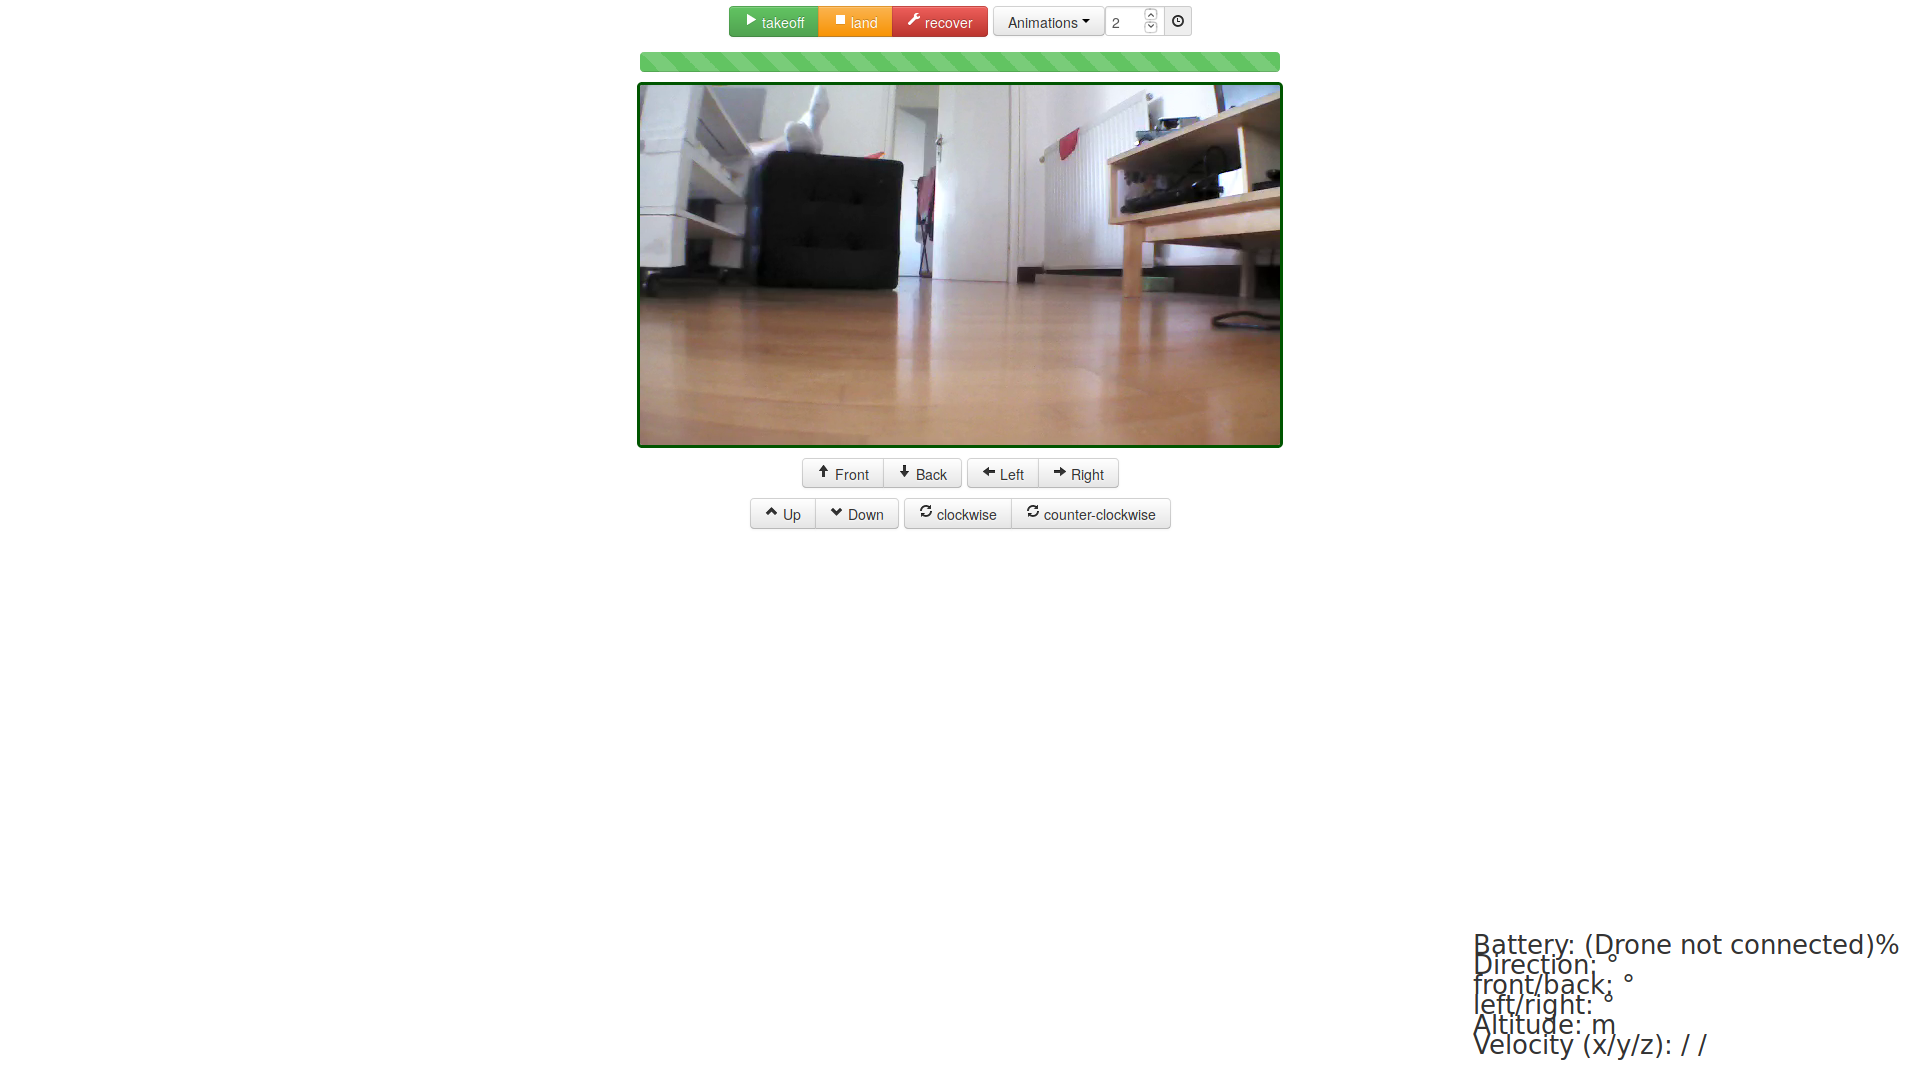 takeoff land recover Animations 2
Front Back Left Right
Up Down clockwise counter-clockwise
Battery: (Drone not connected)%
Direction: °
front/back: °
left/right: °
Altitude: m
Velocity (x/y/z): / /